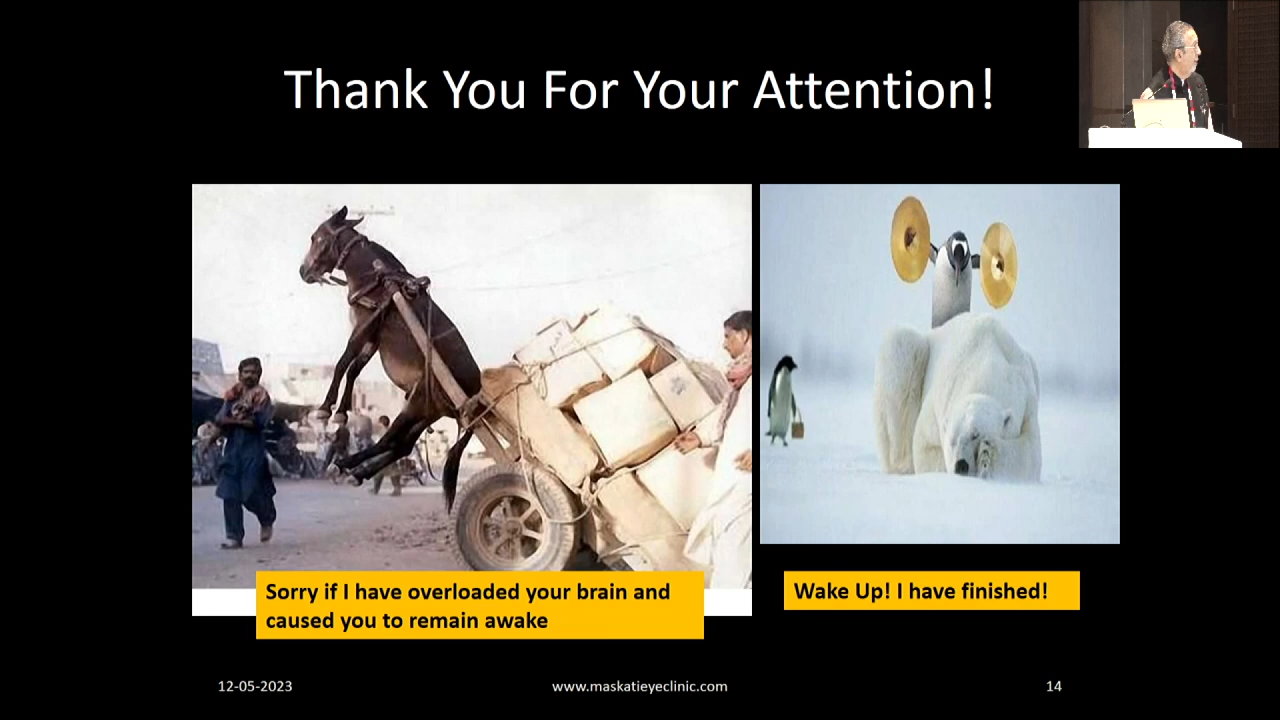 Thank You For Your Attention!
Sorry if I have overloaded your brain and
caused you to remain awake
Wake Up! I have finished!
12-05-2023
www.maskatieyeclinic.com
14